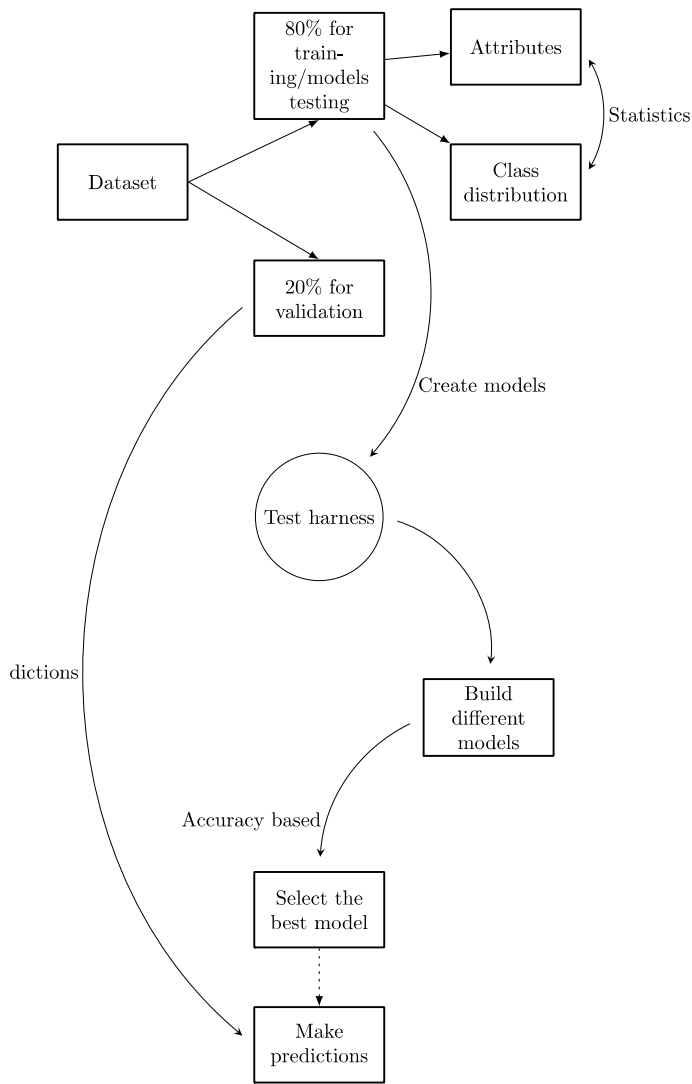 80% for
train-
ing/models
testing
Attributes
Statistics
Dataset
Class
distribution
20% for
validation
Create models
Test harness
dictions
Build
different
models
Accuracy based
Select the
best model
Make
predictions